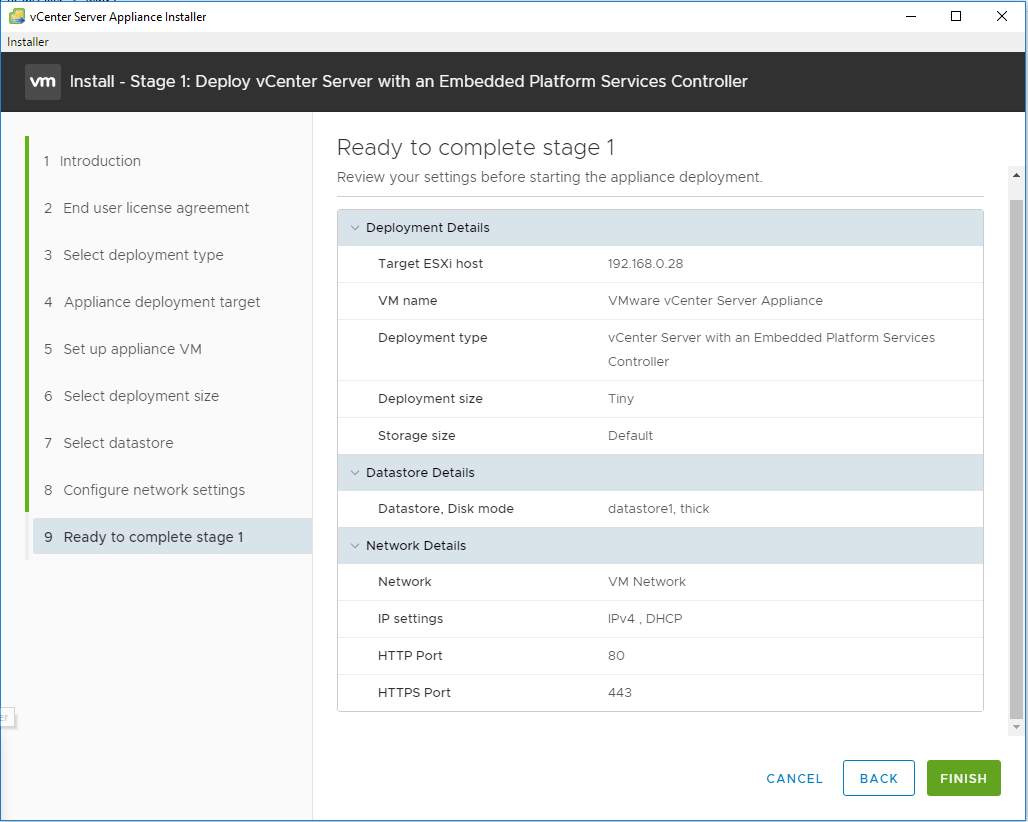 vCenter Server Appliance Installer
Installer
vm Install - Stage 1: Deploy vCenter Server with an Embedded Platform Services Controller
1 Introduction
2 End user license agreement
3 Select deployment type
4 Appliance deployment target
5 Set up appliance VM
6 Select deployment size
7 Select datastore
8 Configure network settings
9 Ready to complete stage 1
Ready to complete stage 1
Review your settings before starting the appliance deployment.
Deployment Details
Target ESXi host 192.168.0.28
VM name VMware vCenter Server Appliance
Deployment type vCenter Server with an Embedded Platform Services
Controller
Deployment size Tiny
Storage size Default
Datastore Details
Datastore, Disk mode datastore1, thick
Network Details
Network VM Network
IP settings IPv4 , DHCP
HTTP Port 80
HTTPS Port 443
er
CANCEL BACK FINISH